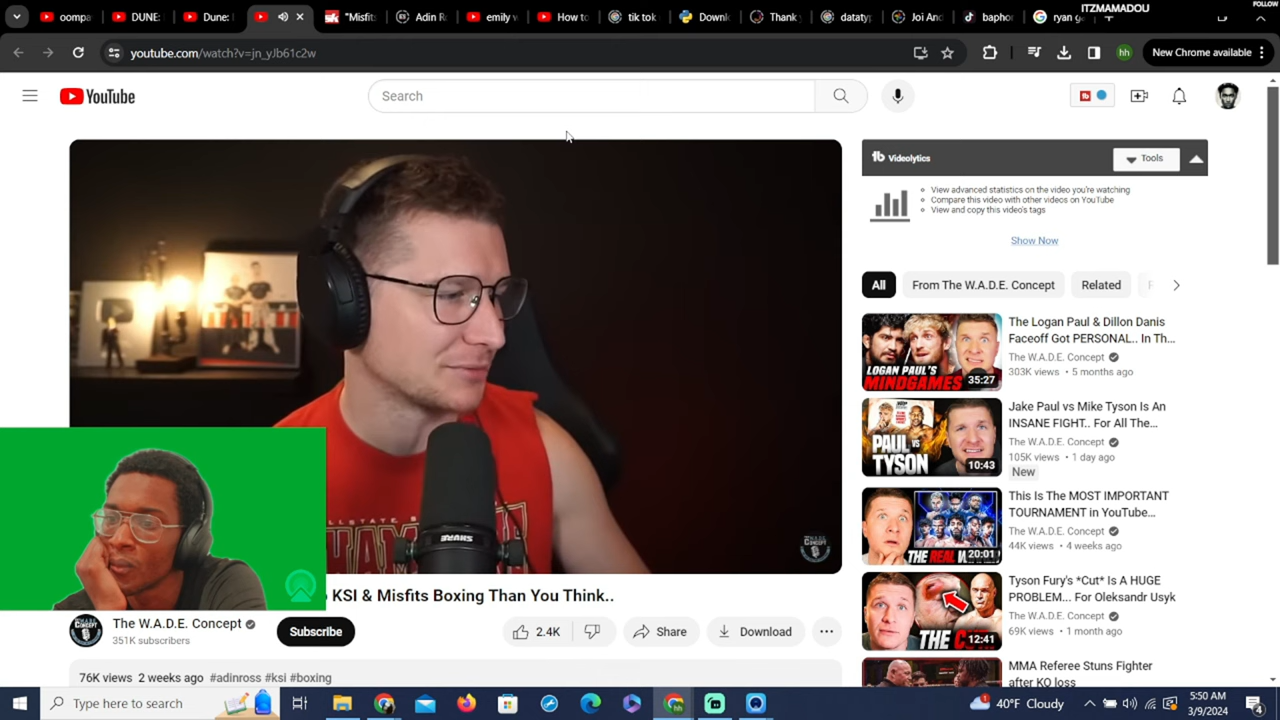 ITZMAMADOU
FOLLOW
oompa
DUNE:
Dune:
*Misfits
Adin R
emily w
How to
tik tok
Downl
Thank y
datatyp
Joi And
baphor
ryan g
youtube.com/watch?v=jn_yJb61c2w
hh
New Chrome available
YouTube
Search
tb Videolytics
Tools
View advanced statistics on the video you're watching
Compare this video with other videos on YouTube
View and copy this video's tags
Show Now
All
From The W.A.D.E. Concept
Related
The Logan Paul & Dillon Danis
Faceoff Got PERSONAL.. In Th...
The W.A.D.E. Concept
303K views • 5 months ago
LOGAN PAUL'S
MINDGAMES
35:27
Jake Paul vs Mike Tyson Is An
INSANE FIGHT.. For All The...
The W.A.D.E. Concept
105K views • 1 day ago
New
PAUL
VS
TYSON
10:43
This Is The MOST IMPORTANT
TOURNAMENT in YouTube...
The W.A.D.E. Concept
44K views • 4 weeks ago
THE REAL W
20:01
Tyson Fury's *Cut* IS A HUGE
PROBLEM... For Oleksandr Usyk
The W.A.D.E. Concept
69K views • 1 month ago
THE C
12:41
MMA Referee Stuns Fighter
after KO loss
SHURE
KSI & Misfits Boxing Than You Think..
The W.A.D.E. Concept
351K subscribers
Subscribe
2.4K
Share
Download
76K views 2 weeks ago #adinross #ksi #boxing
Type here to search
40°F Cloudy
5:50 AM
3/9/2024
4